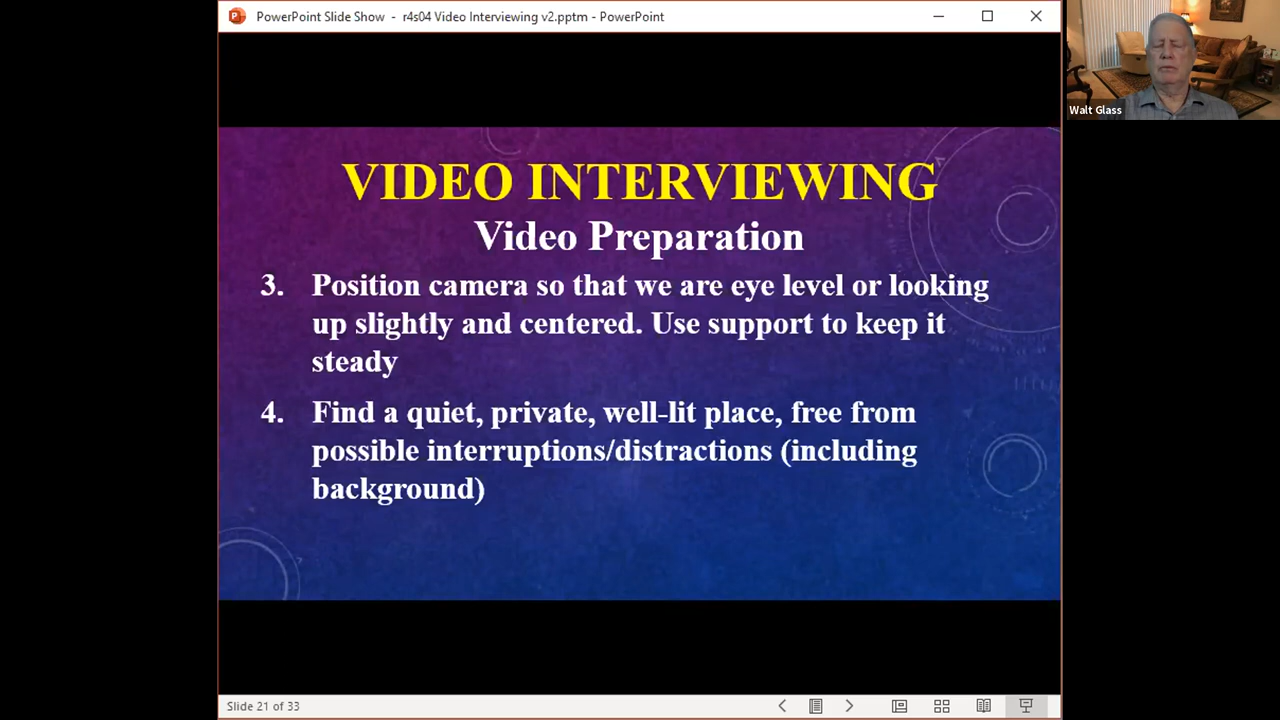 PowerPoint Slide Show - r4s04 Video Interviewing v2.pptm - PowerPoint
Walt Glass
VIDEO INTERVIEWING
Video Preparation
3. Position camera so that we are eye level or looking
up slightly and centered. Use support to keep it
steady
4. Find a quiet, private, well-lit place, free from
possible interruptions/distractions (including
background)
Slide 21 of 33